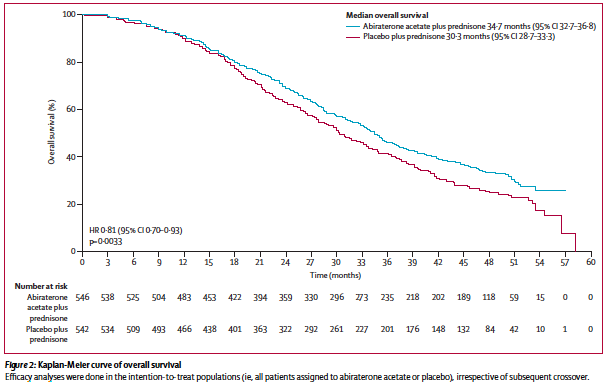 Median overall survival
Abiraterone acetate plus prednisone 34·7 months (95% CI 32·7–36·8)
Placebo plus prednisone 30·3 months (95% CI 28·7–33·3)
100
80
60
40
20
0
Overall survival (%)
HR 0·81 (95% CI 0·70–0·93)
p=0·0033
0 3 6 9 12 15 18 21 24 27 30 33 36 39 42 45 48 51 54 57 60
Time (months)
Number at risk
Abiraterone 546 538 525 504 483 453 422 394 359 330 296 273 235 218 202 189 118 59 15 0 0
acetate plus
prednisone
Placebo plus 542 534 509 493 466 438 401 363 322 292 261 227 201 176 148 132 84 42 10 1 0
prednisone
Figure 2: Kaplan-Meier curve of overall survival
Efficacy analyses were done in the intention-to-treat populations (ie, all patients assigned to abiraterone acetate or placebo), irrespective of subsequent crossover.